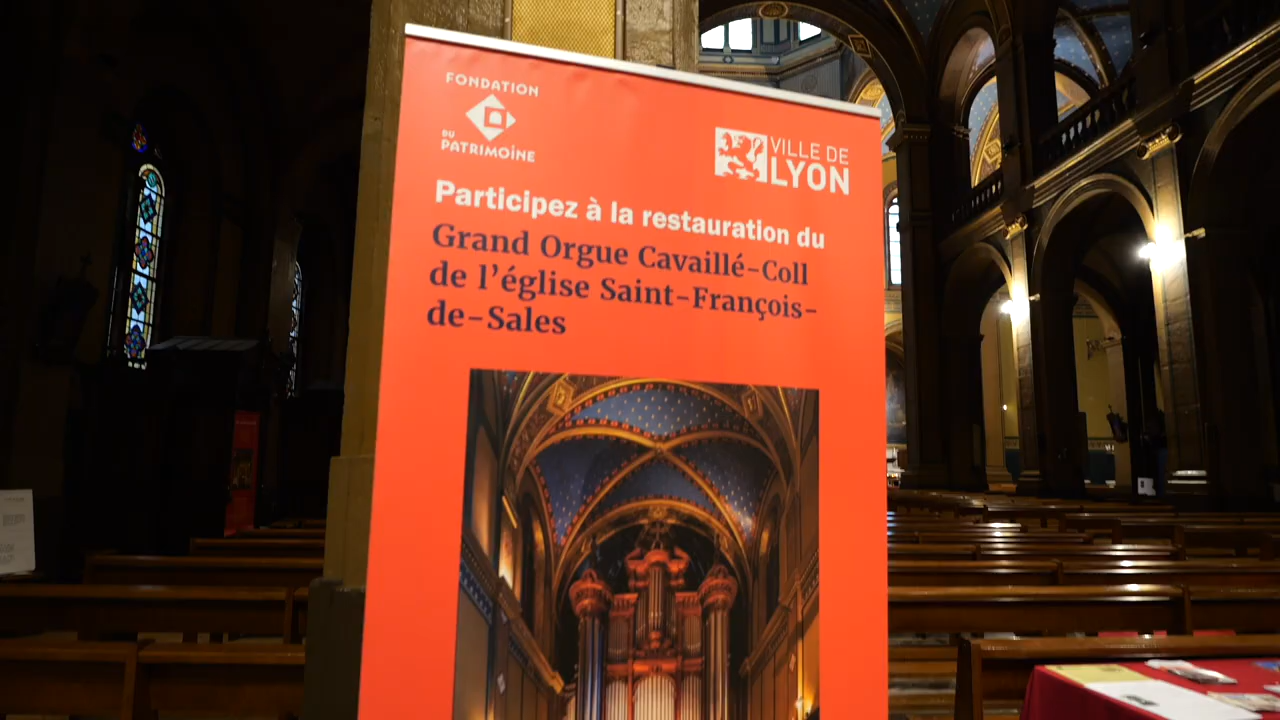 FONDATION
DU
PATRIMOINE
VILLE DE
LYON
Participez à la restauration du
Grand Orgue Cavaillé-Coll
de l'église Saint-François-
de-Sales